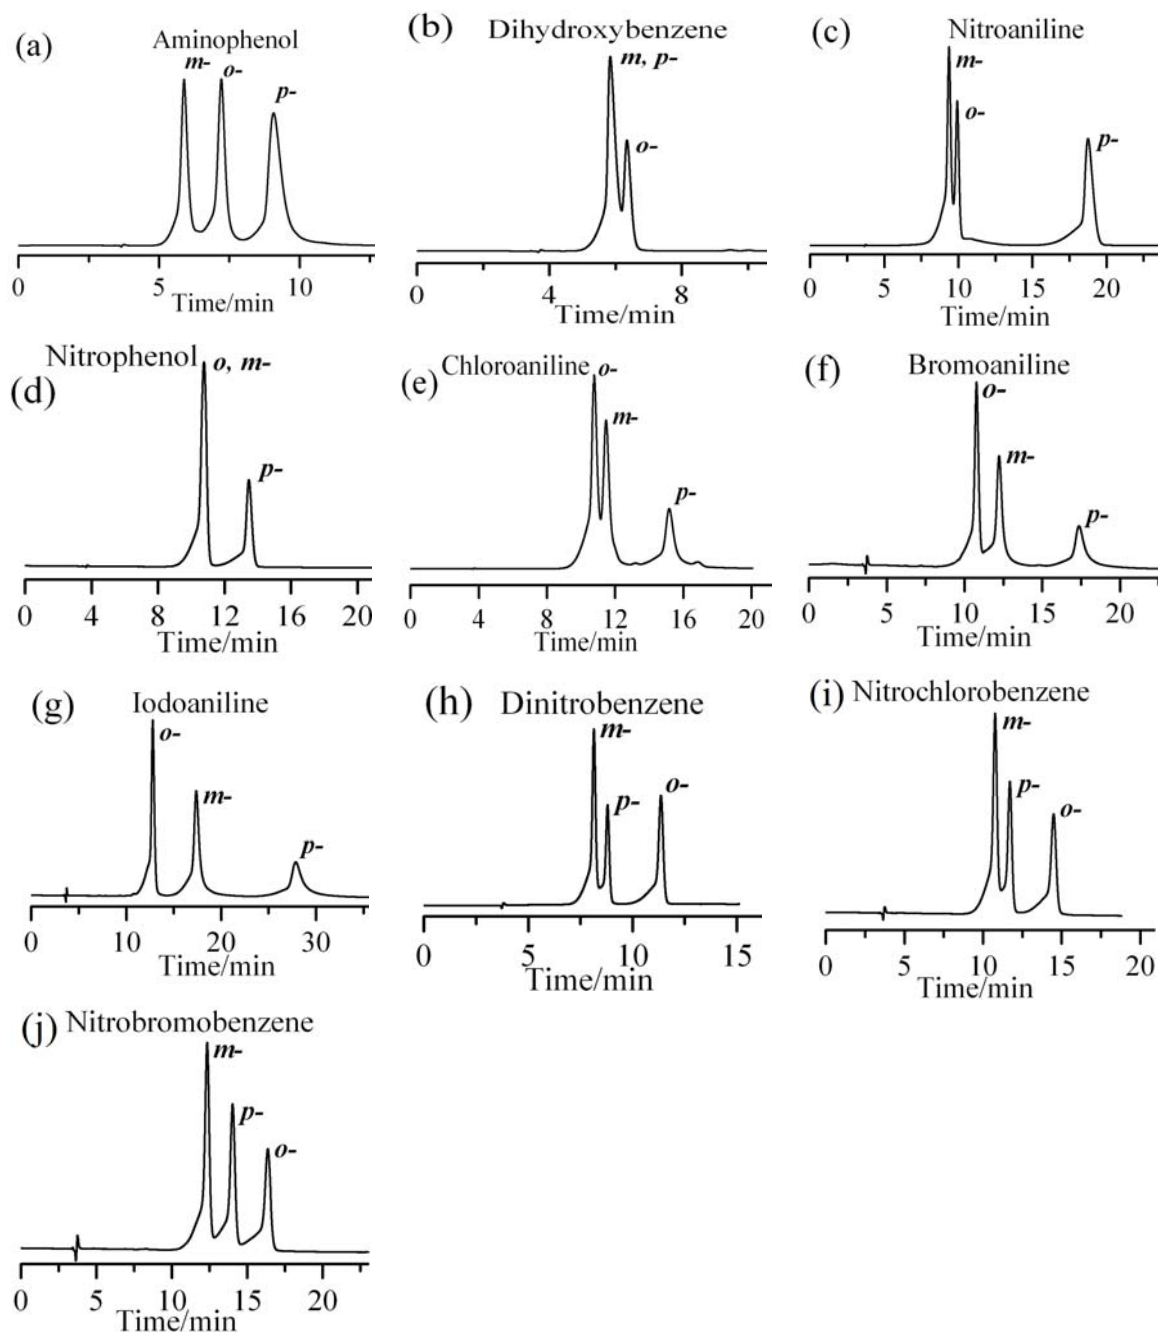 (a)
Aminophenol
m-
o-
p-
0
5
10
Time/min
(b)
Dihydroxybenzene
m, p-
o-
0
4
8
Time/min
(c)
Nitroaniline
m-
o-
p-
0
5
10
15
20
Time/min
(d)
Nitrophenol
o, m-
p-
0
4
8
12
16
20
Time/min
(e)
Chloroaniline
o-
m-
p-
0
4
8
12
16
20
Time/min
(f)
Bromoaniline
o-
m-
p-
0
5
10
15
20
Time/min
(g)
Iodoaniline
o-
m-
p-
0
10
20
30
Time/min
(h)
Dinitrobenzene
m-
p-
o-
0
5
10
15
Time/min
(i)
Nitrochlorobenzene
m-
p-
o-
0
5
10
15
20
Time/min
(j)
Nitrobromobenzene
m-
p-
o-
0
5
10
15
20
Time/min